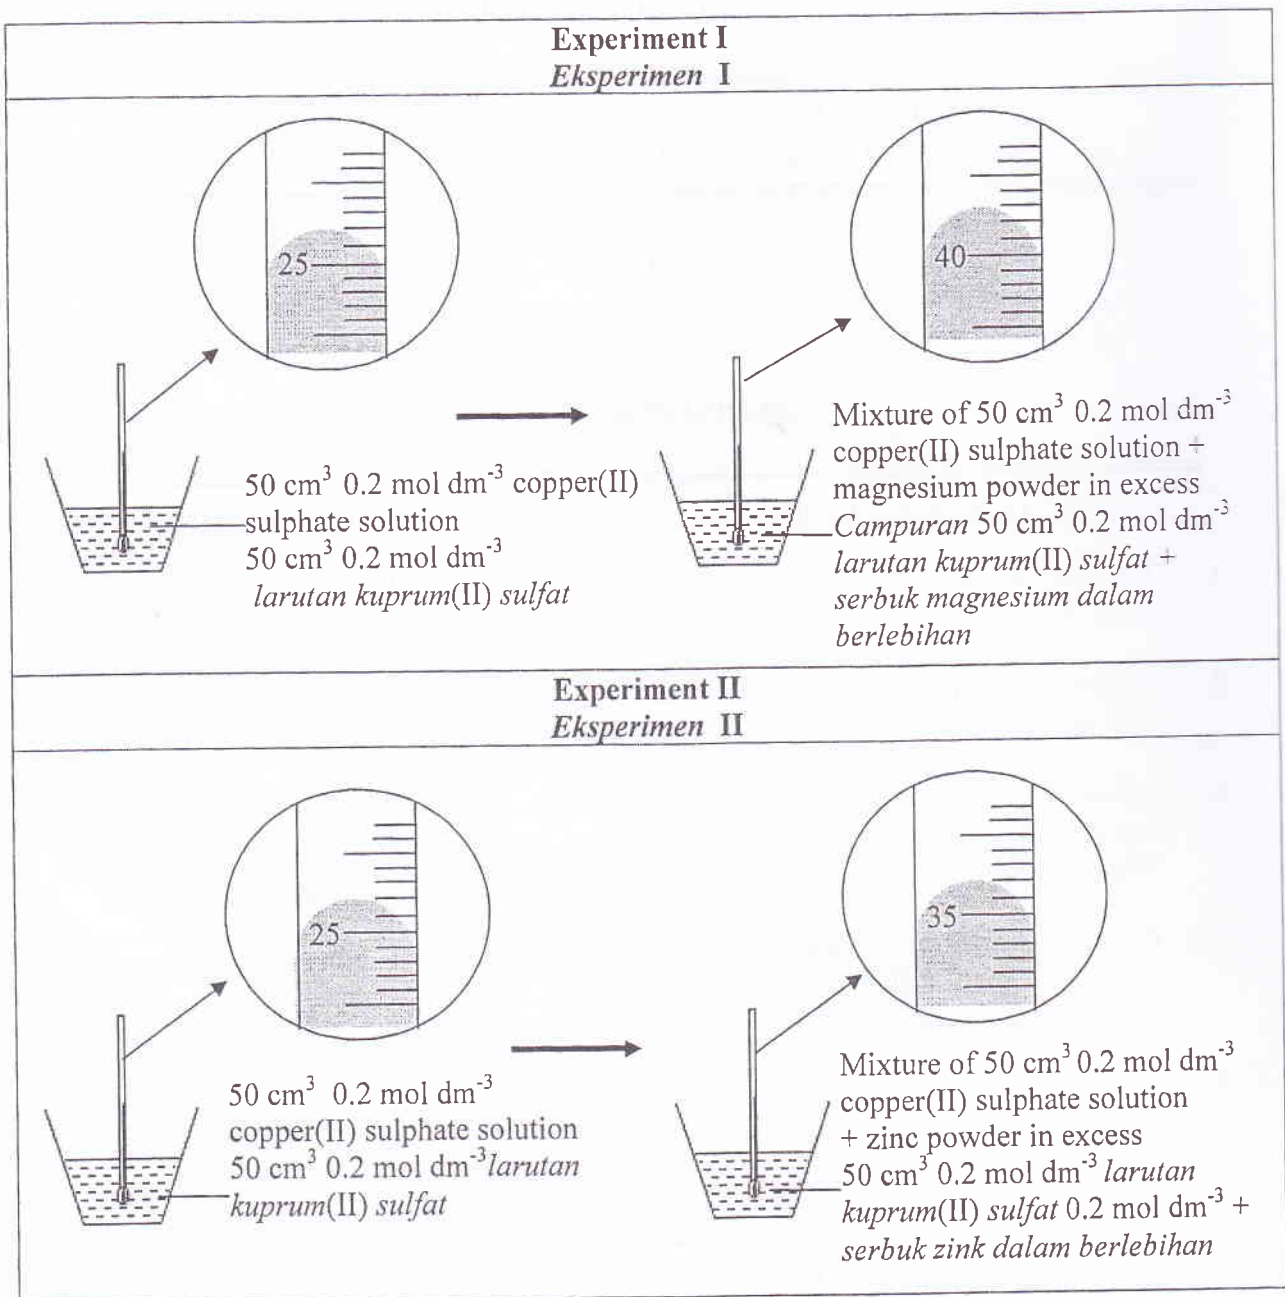 Experiment I
Eksperimen I
25
40
50 cm³ 0.2 mol dm⁻³ copper(II)
sulphate solution
50 cm³ 0.2 mol dm⁻³
larutan kuprum(II) sulfat
Mixture of 50 cm³ 0.2 mol dm⁻³
copper(II) sulphate solution +
magnesium powder in excess
Campuran 50 cm³ 0.2 mol dm⁻³
larutan kuprum(II) sulfat +
serbuk magnesium dalam
berlebihan
Experiment II
Eksperimen II
25
35
50 cm³ 0.2 mol dm⁻³
copper(II) sulphate solution
50 cm³ 0.2 mol dm⁻³ larutan
kuprum(II) sulfat
Mixture of 50 cm³ 0.2 mol dm⁻³
copper(II) sulphate solution
+ zinc powder in excess
50 cm³ 0.2 mol dm⁻³ larutan
kuprum(II) sulfat 0.2 mol dm⁻³ +
serbuk zink dalam berlebihan